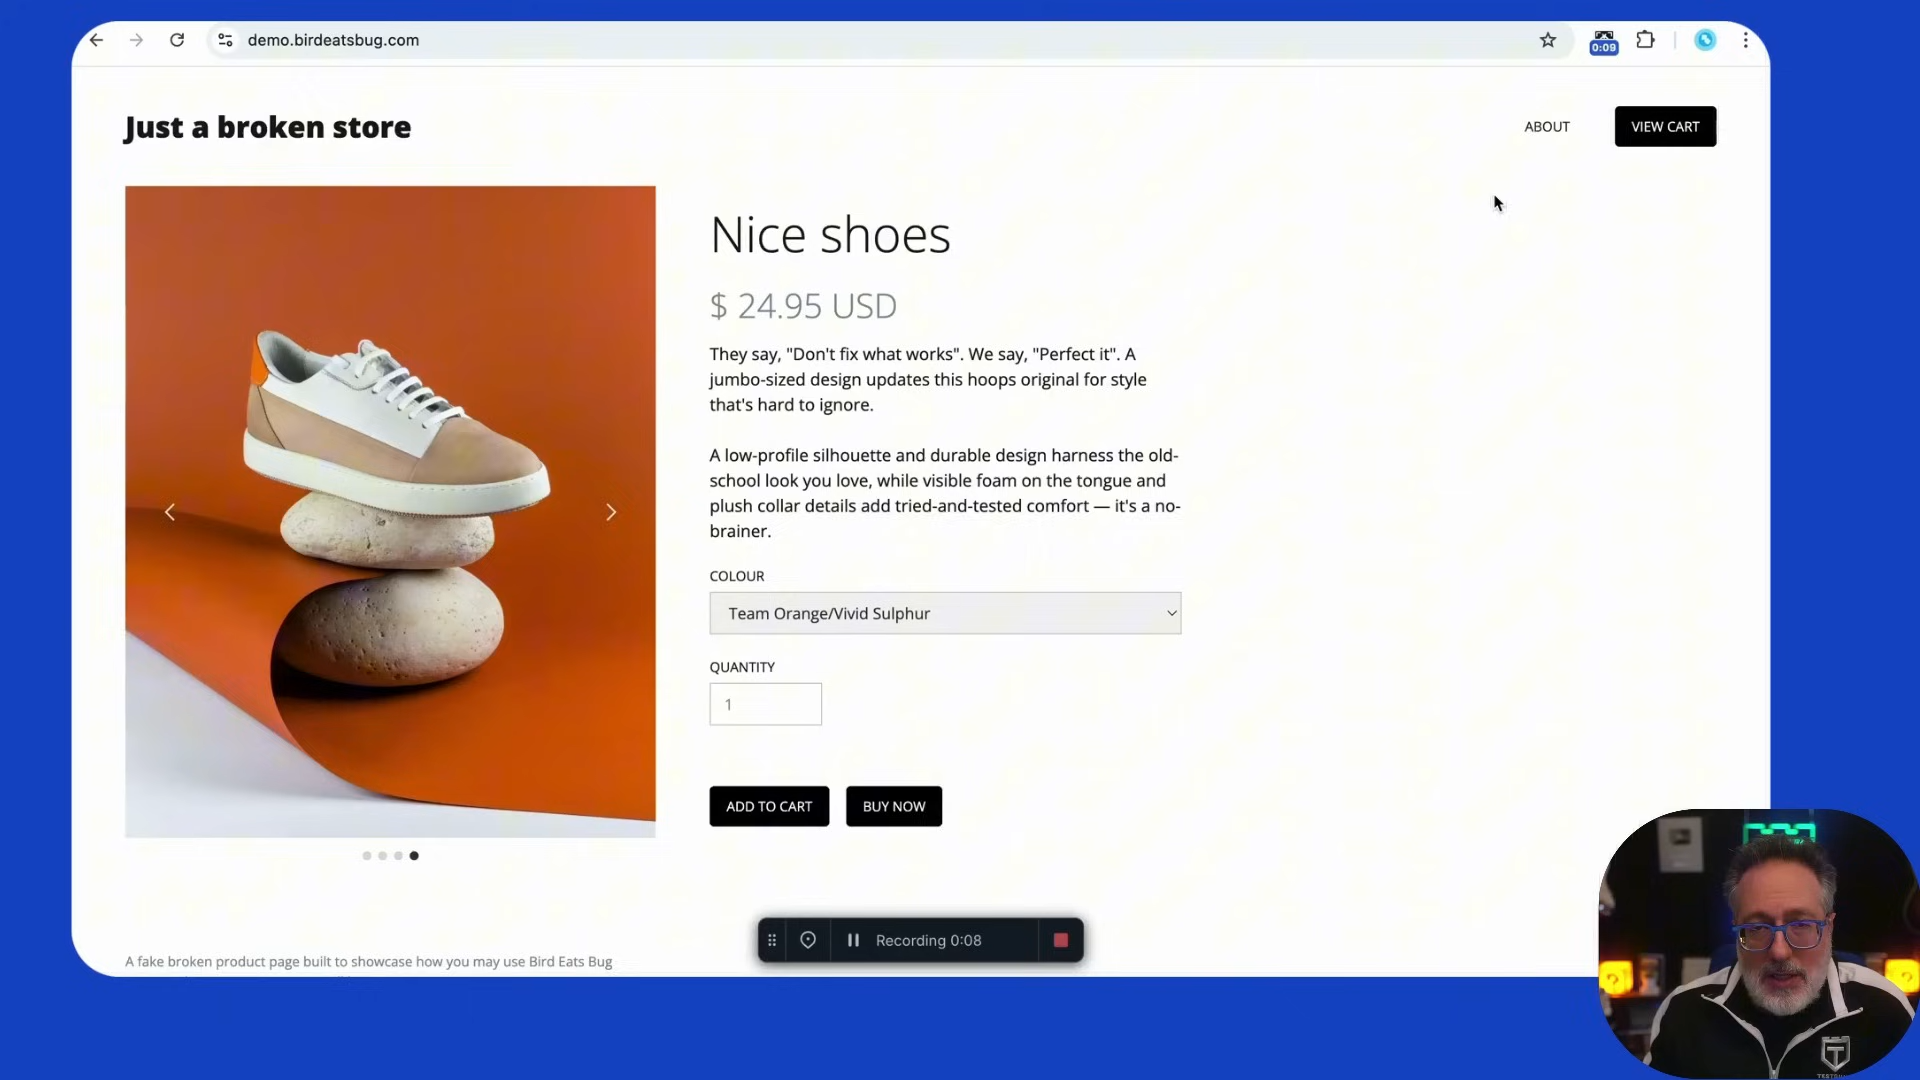 demo.birdeatsbug.com
0:09
Just a broken store
ABOUT
VIEW CART
Nice shoes
$ 24.95 USD
They say, "Don't fix what works". We say, "Perfect it". A
jumbo-sized design updates this hoops original for style
that's hard to ignore.
A low-profile silhouette and durable design harness the old-
school look you love, while visible foam on the tongue and
plush collar details add tried-and-tested comfort — it's a no-
brainer.
COLOUR
Team Orange/Vivid Sulphur
QUANTITY
1
ADD TO CART
BUY NOW
Recording 0:08
A fake broken product page built to showcase how you may use Bird Eats Bug